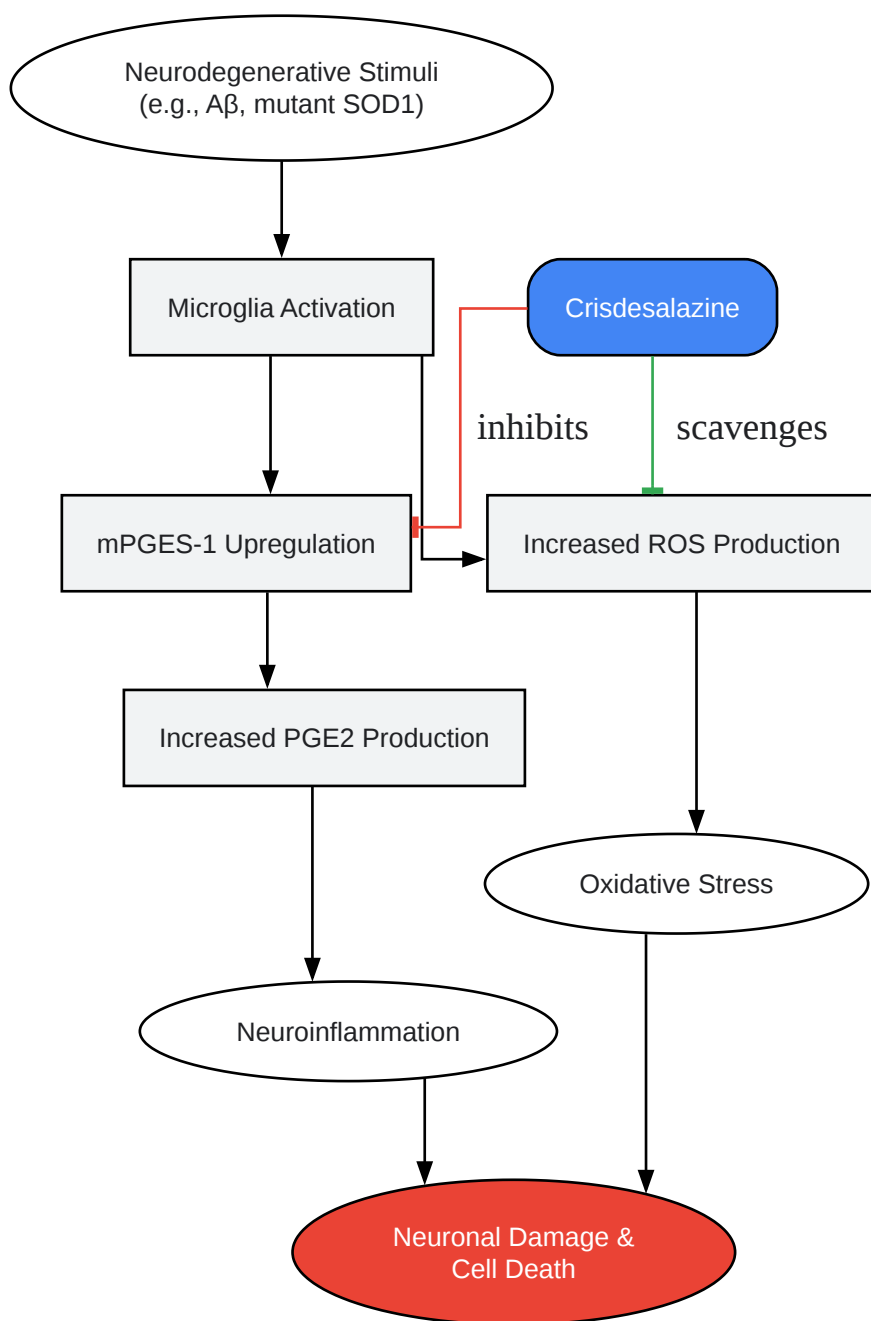 Neurodegenerative Stimuli
(e.g., Aβ, mutant SOD1)
Microglia Activation
Crisdesalazine
inhibits
scavenges
mPGES-1 Upregulation
Increased ROS Production
Increased PGE2 Production
Oxidative Stress
Neuroinflammation
Neuronal Damage &
Cell Death